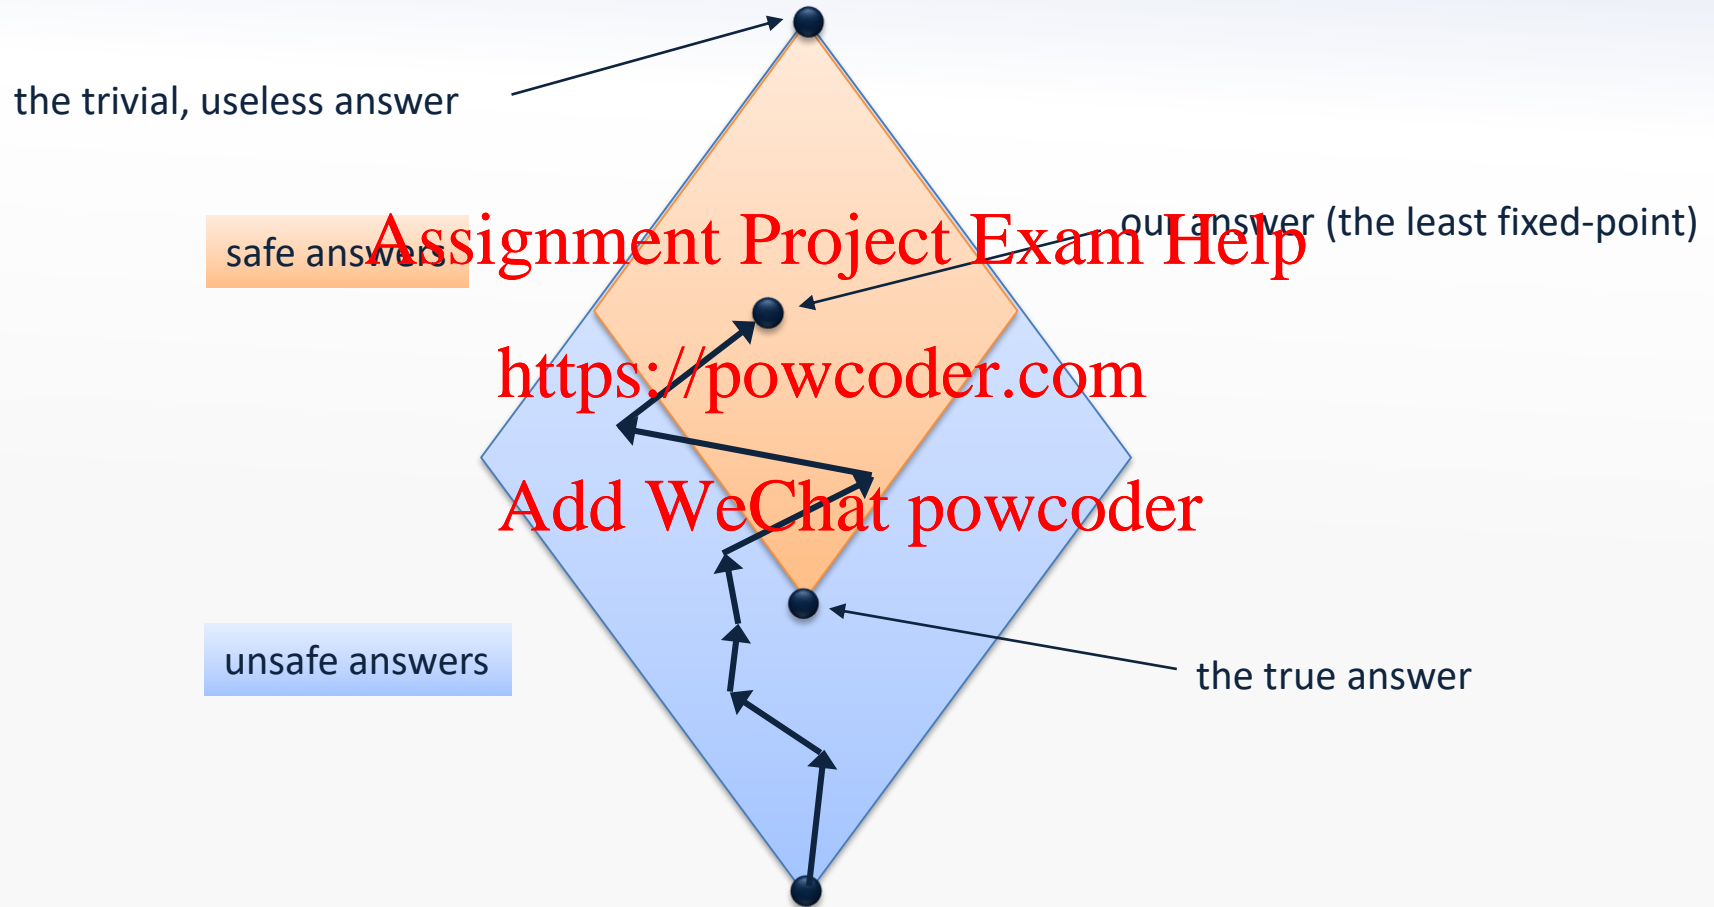 the trivial, useless answer
our answer (the least fixed-point)
safe answers
Assignment Project Exam Help
https://powcoder.com
Add WeChat powcoder
unsafe answers
the true answer